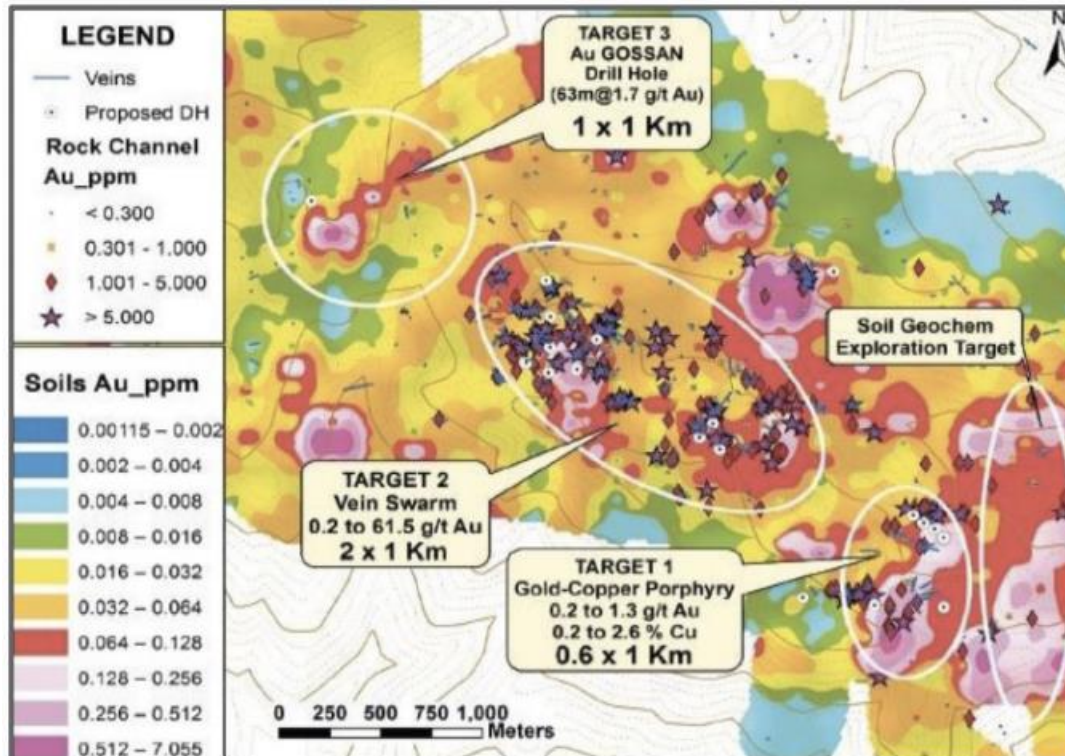 LEGEND
Veins
Proposed DH
Rock Channel
Au_ppm
< 0.300
0.301 - 1.000
1.001 - 5.000
> 5.000
Soils Au_ppm
0.00115 – 0.002
0.002 – 0.004
0.004 – 0.008
0.008 – 0.016
0.016 – 0.032
0.032 – 0.064
0.064 – 0.128
0.128 – 0.256
0.256 – 0.512
0.512 – 7.055
N
TARGET 3
Au GOSSAN
Drill Hole
(63m@1.7 g/t Au)
1 x 1 Km
Soil Geochem
Exploration Target
TARGET 2
Vein Swarm
0.2 to 61.5 g/t Au
2 x 1 Km
TARGET 1
Gold-Copper Porphyry
0.2 to 1.3 g/t Au
0.2 to 2.6 % Cu
0.6 x 1 Km
0 250 500 750 1,000
Meters